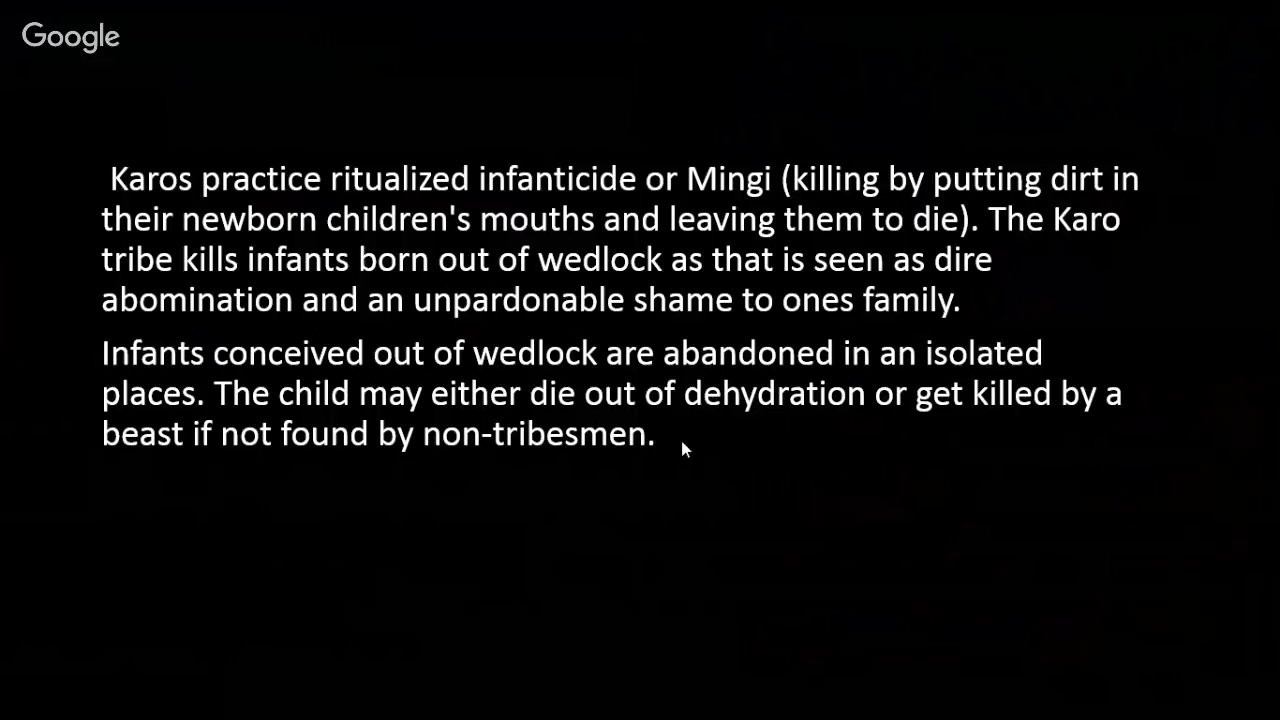 Google
Karos practice ritualized infanticide or Mingi (killing by putting dirt in
their newborn children's mouths and leaving them to die). The Karo
tribe kills infants born out of wedlock as that is seen as dire
abomination and an unpardonable shame to ones family.
Infants conceived out of wedlock are abandoned in an isolated
places. The child may either die out of dehydration or get killed by a
beast if not found by non-tribesmen.